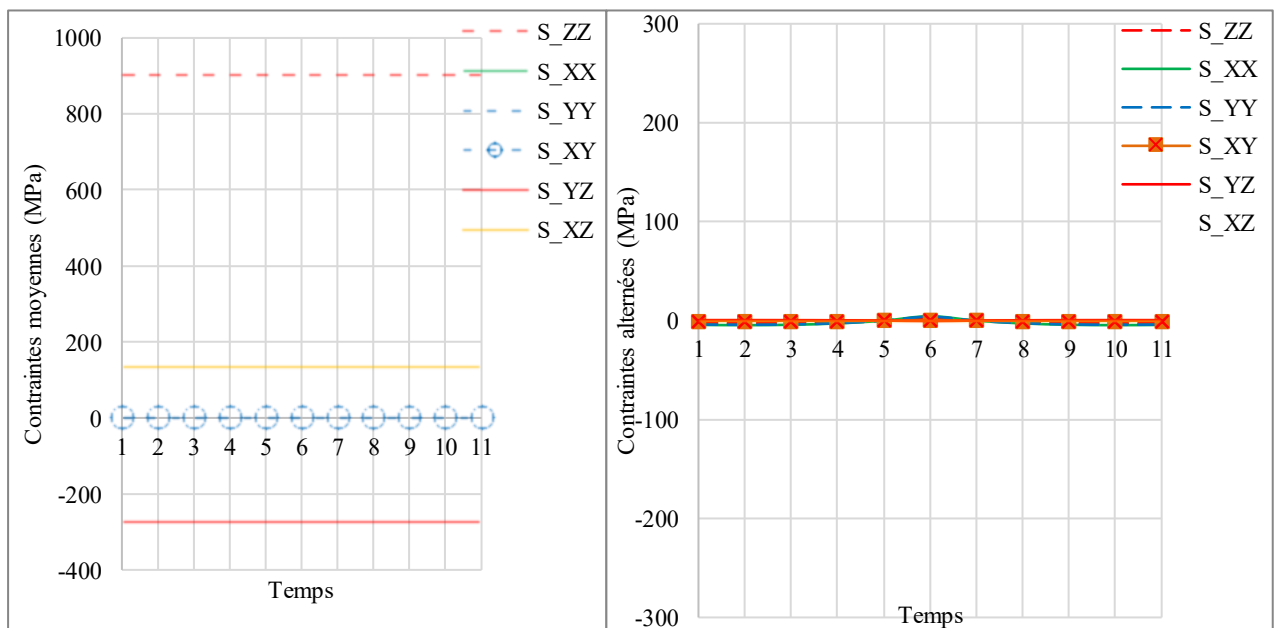 Contraintes moyennes (MPa)
1000
800
600
400
200
0
-200
-400
1 2 3 4 5 6 7 8 9 10 11
Temps
S_ZZ
S_XX
S_YY
S_XY
S_YZ
S_XZ
Contraintes alternées (MPa)
300
200
100
0
-100
-200
-300
1 2 3 4 5 6 7 8 9 10 11
Temps
S_ZZ
S_XX
S_YY
S_XY
S_YZ
S_XZ